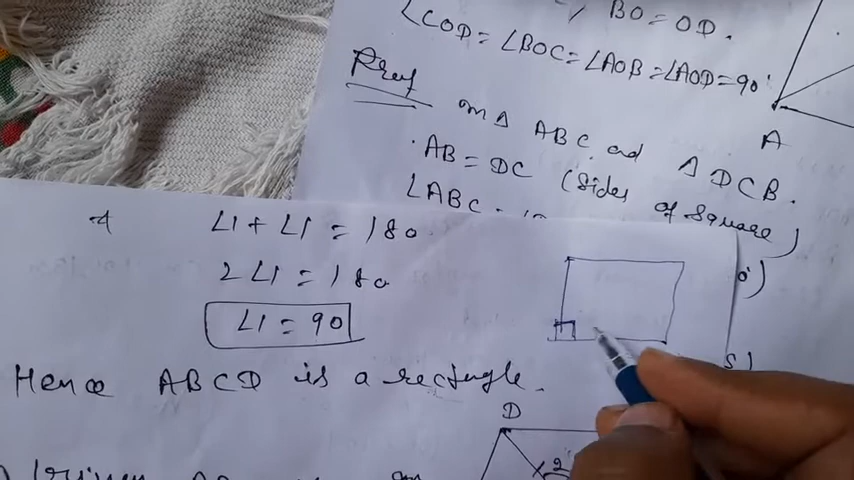 BO = OD.
∠COD = ∠BOC = ∠AOB = ∠AOD = 90°
Proof
A
In Δ ABC and Δ DCB.
AB = DC (Sides of Square)
∠ABC
∠1 + ∠1 = 180
2∠1 = 180
∠1 = 90
Hence ABCD is a rectangle.
D
2